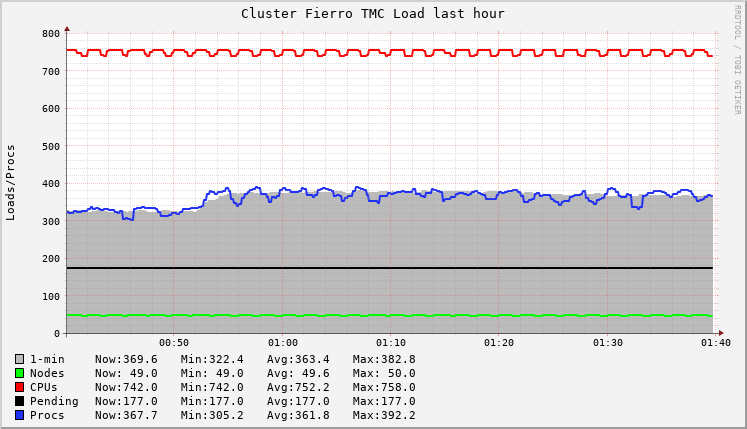 Cluster Fierro TMC Load last hour
RRDTOOL / TOBI OETIKER
Loads/Procs
800
700
600
500
400
300
200
100
0
00:50 01:00 01:10 01:20 01:30 01:40
1-min Now:369.6 Min:322.4 Avg:363.4 Max:382.8
Nodes Now: 49.0 Min: 49.0 Avg: 49.6 Max: 50.0
CPUs Now:742.0 Min:742.0 Avg:752.2 Max:758.0
Pending Now:177.0 Min:177.0 Avg:177.0 Max:177.0
Procs Now:367.7 Min:305.2 Avg:361.8 Max:392.2